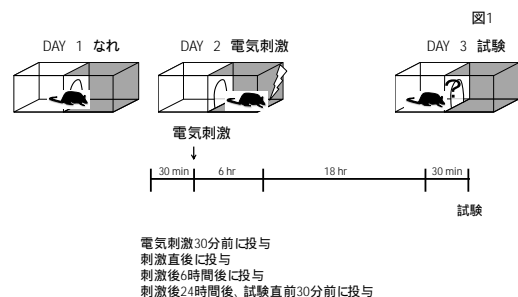 図1
DAY 1 なれ
DAY 2 電気刺激
DAY 3 試験
?
電気刺激
30 min
6 hr
18 hr
30 min
試験
電気刺激30分前に投与
刺激直後に投与
刺激後6時間後に投与
刺激後24時間後、試験直前30分前に投与